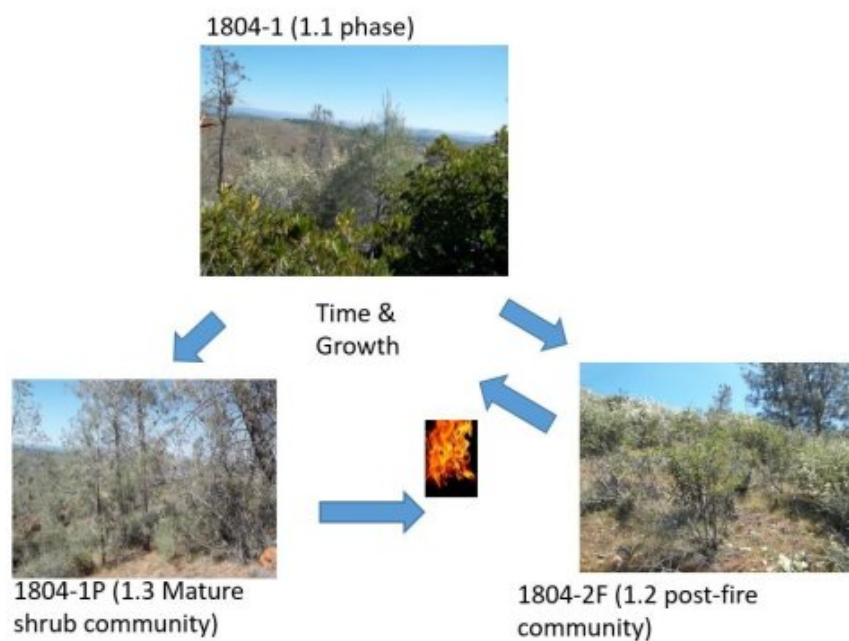 1804-1 (1.1 phase)
Time &
Growth
1804-1P (1.3 Mature
shrub community)
1804-2F (1.2 post-fire
community)